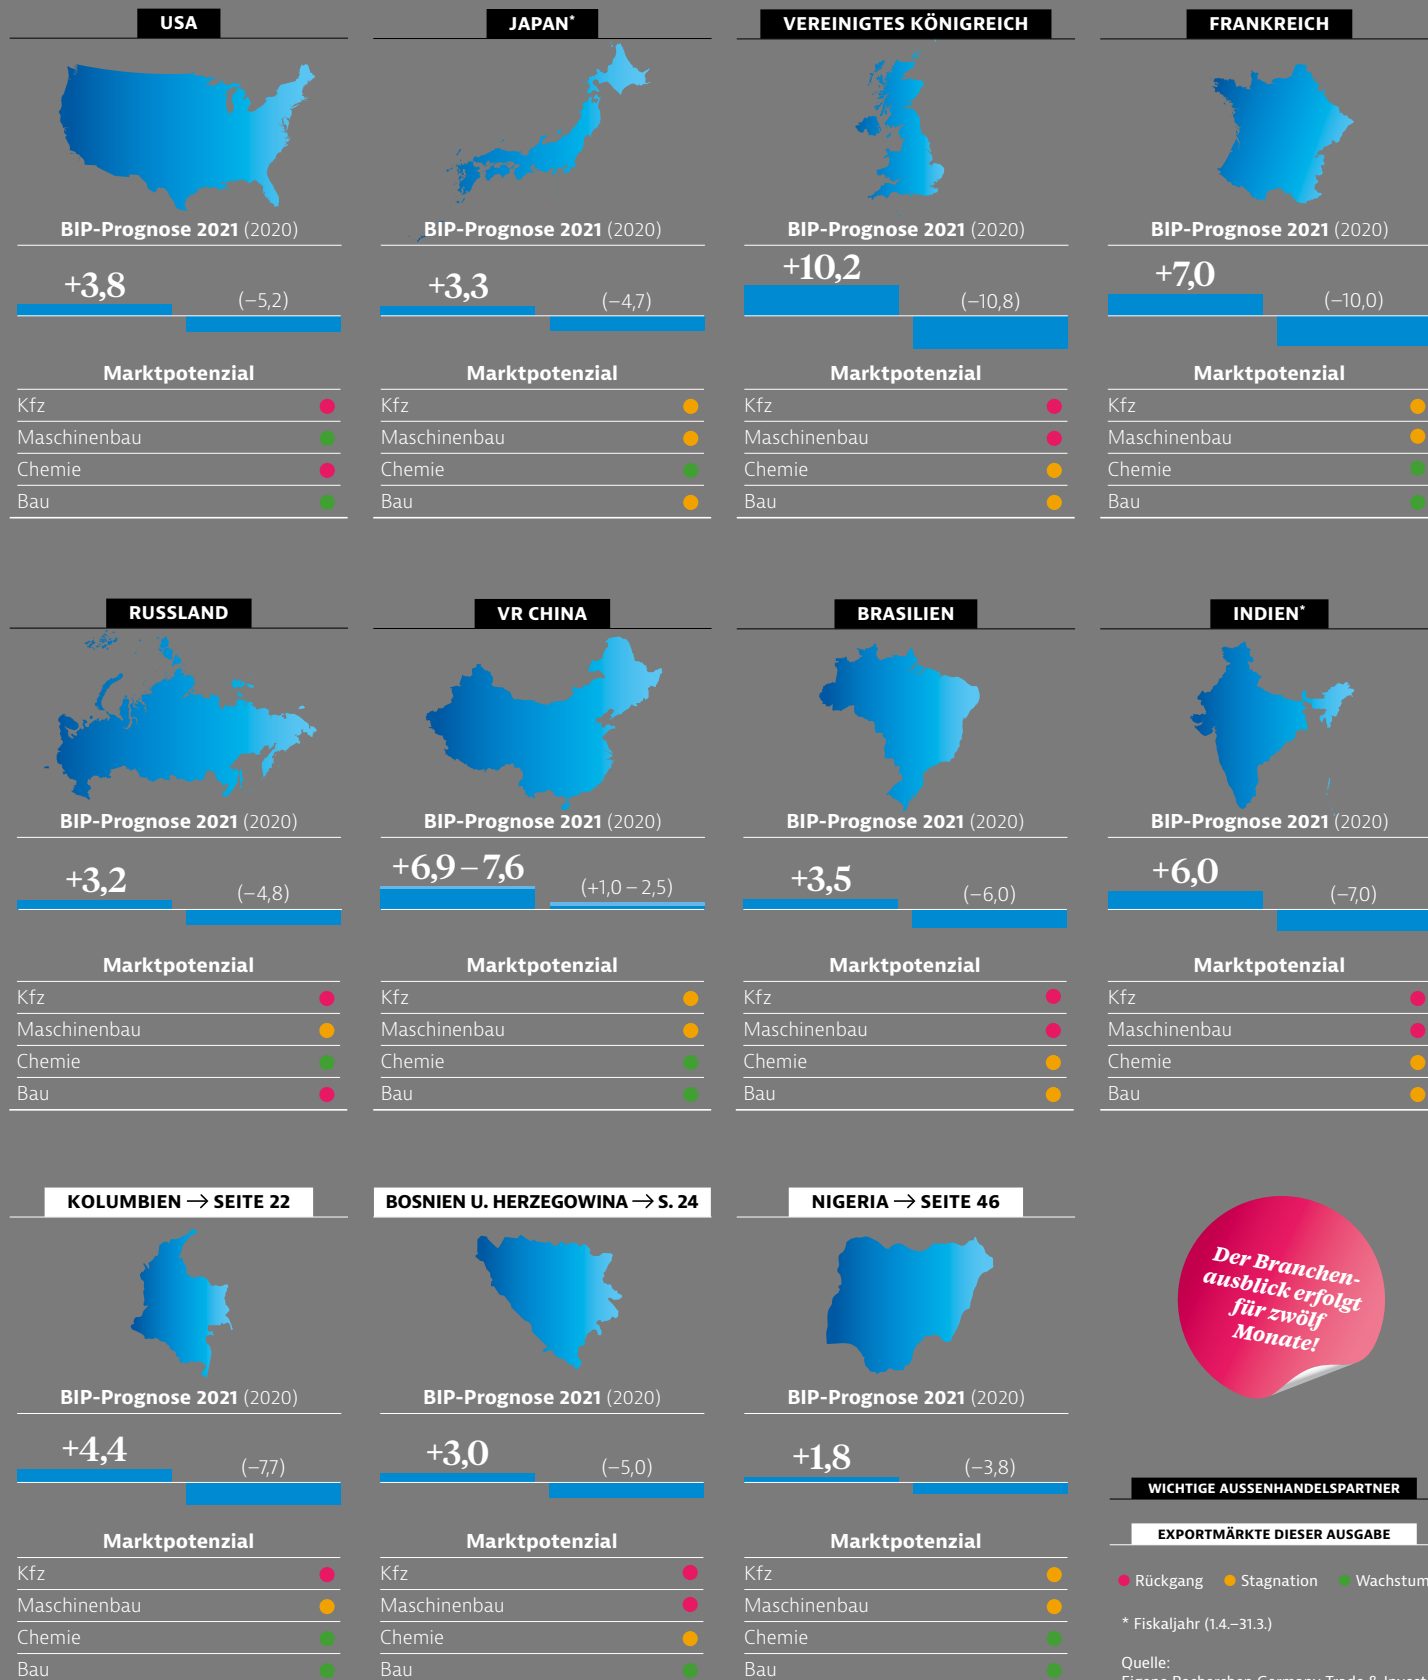 USA
BIP-Prognose 2021 (2020)
+3,8
(–5,2)
Marktpotenzial
Kfz
Maschinenbau
Chemie
Bau
JAPAN*
BIP-Prognose 2021 (2020)
+3,3
(–4,7)
Marktpotenzial
Kfz
Maschinenbau
Chemie
Bau
VEREINIGTES KÖNIGREICH
BIP-Prognose 2021 (2020)
+10,2
(–10,8)
Marktpotenzial
Kfz
Maschinenbau
Chemie
Bau
FRANKREICH
BIP-Prognose 2021 (2020)
+7,0
(–10,0)
Marktpotenzial
Kfz
Maschinenbau
Chemie
Bau
RUSSLAND
BIP-Prognose 2021 (2020)
+3,2
(–4,8)
Marktpotenzial
Kfz
Maschinenbau
Chemie
Bau
VR CHINA
BIP-Prognose 2021 (2020)
+6,9 – 7,6
(+1,0 – 2,5)
Marktpotenzial
Kfz
Maschinenbau
Chemie
Bau
BRASILIEN
BIP-Prognose 2021 (2020)
+3,5
(–6,0)
Marktpotenzial
Kfz
Maschinenbau
Chemie
Bau
INDIEN*
BIP-Prognose 2021 (2020)
+6,0
(–7,0)
Marktpotenzial
Kfz
Maschinenbau
Chemie
Bau
KOLUMBIEN → SEITE 22
BIP-Prognose 2021 (2020)
+4,4
(–7,7)
Marktpotenzial
Kfz
Maschinenbau
Chemie
Bau
BOSNIEN U. HERZEGOWINA → S. 24
BIP-Prognose 2021 (2020)
+3,0
(–5,0)
Marktpotenzial
Kfz
Maschinenbau
Chemie
Bau
NIGERIA → SEITE 46
BIP-Prognose 2021 (2020)
+1,8
(–3,8)
Marktpotenzial
Kfz
Maschinenbau
Chemie
Bau
Der Branchen-
ausblick erfolgt
für zwölf
Monate!
WICHTIGE AUSSENHANDELSPARTNER
EXPORTMÄRKTE DIESER AUSGABE
Rückgang Stagnation Wachstum
* Fiskaljahr (1.4.–31.3.)
Quelle:
Eigene Recherchen Germany Trade & Invest